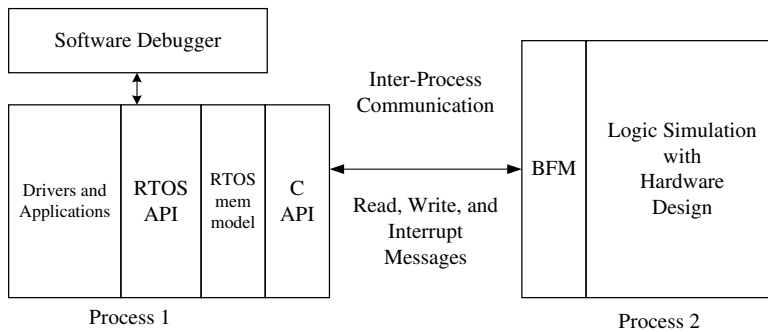 Software Debugger
Drivers and
Applications
RTOS
API
RTOS
mem
model
C
API
Process 1
Inter-Process
Communication
Read, Write, and
Interrupt
Messages
BFM
Logic Simulation
with
Hardware
Design
Process 2